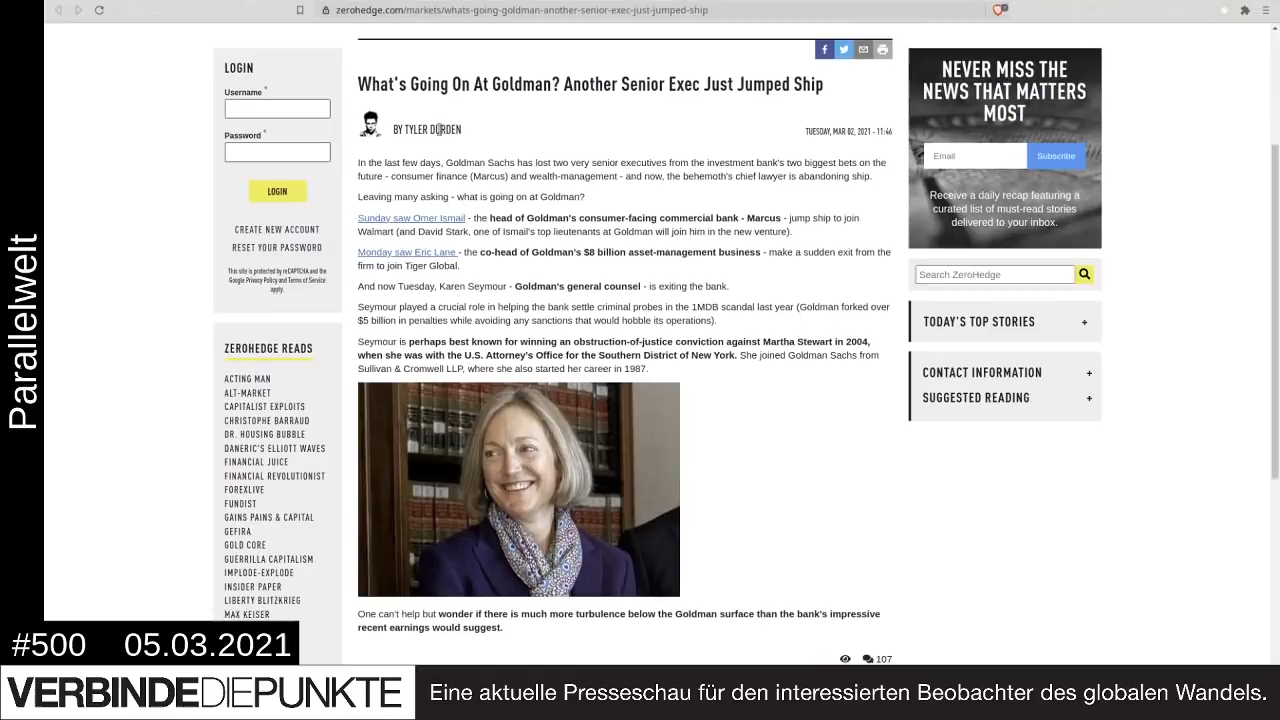 zerohedge.com/markets/whats-going-goldman-another-senior-exec-just-jumped-ship
LOGIN
Username *
Password *
LOGIN
CREATE NEW ACCOUNT
RESET YOUR PASSWORD
This site is protected by reCAPTCHA and the
Google Privacy Policy and Terms of Service
apply.
ZEROHEDGE READS
ACTING MAN
ALT-MARKET
CAPITALIST EXPLOITS
CHRISTOPHE BARRAUD
DR. HOUSING BUBBLE
DANERIC'S ELLIOTT WAVES
FINANCIAL JUICE
FINANCIAL REVOLUTIONIST
FOREXLIVE
FUNDIST
GAINS PAINS & CAPITAL
GEFIRA
GOLD CORE
GUERRILLA CAPITALISM
IMPLODE-EXPLODE
INSIDER PAPER
LIBERTY BLITZKRIEG
MAX KEISER
What's Going On At Goldman? Another Senior Exec Just Jumped Ship
BY TYLER DURDEN
TUESDAY, MAR 02, 2021 - 11:46
In the last few days, Goldman Sachs has lost two very senior executives from the investment bank's two biggest bets on the
future - consumer finance (Marcus) and wealth-management - and now, the behemoth's chief lawyer is abandoning ship.
Leaving many asking - what is going on at Goldman?
Sunday saw Omer Ismail - the head of Goldman's consumer-facing commercial bank - Marcus - jump ship to join
Walmart (and David Stark, one of Ismail's top lieutenants at Goldman will join him in the new venture).
Monday saw Eric Lane - the co-head of Goldman's $8 billion asset-management business - make a sudden exit from the
firm to join Tiger Global.
And now Tuesday, Karen Seymour - Goldman's general counsel - is exiting the bank.
Seymour played a crucial role in helping the bank settle criminal probes in the 1MDB scandal last year (Goldman forked over
$5 billion in penalties while avoiding any sanctions that would hobble its operations).
Seymour is perhaps best known for winning an obstruction-of-justice conviction against Martha Stewart in 2004,
when she was with the U.S. Attorney's Office for the Southern District of New York. She joined Goldman Sachs from
Sullivan & Cromwell LLP, where she also started her career in 1987.
One can't help but wonder if there is much more turbulence below the Goldman surface than the bank's impressive
recent earnings would suggest.
107
NEVER MISS THE
NEWS THAT MATTERS
MOST
Email
Subscribe
Receive a daily recap featuring a
curated list of must-read stories
delivered to your inbox.
Search ZeroHedge
TODAY'S TOP STORIES +
CONTACT INFORMATION +
SUGGESTED READING +
Parallelwelt
#500 05.03.2021
VERBINDEDIEPUNKTE
Eine aktuelle Presseschau für den interessierten Beobachter des globalen Wandels.